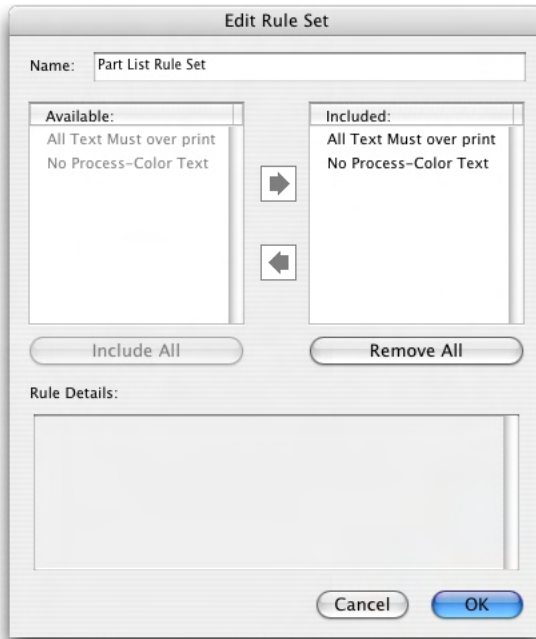 Edit Rule Set
Name: Part List Rule Set
Available:
All Text Must over print
No Process-Color Text
Include All
Included:
All Text Must over print
No Process-Color Text
Remove All
Rule Details:
Cancel OK